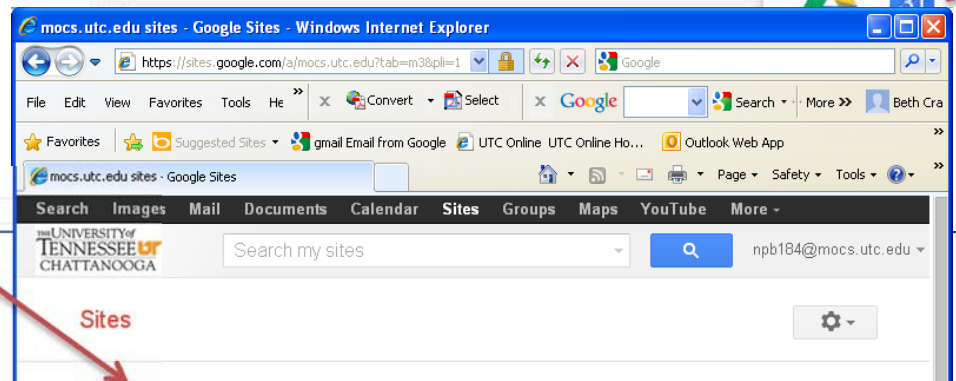 31
mocs.utc.edu sites - Google Sites - Windows Internet Explorer
https://sites.google.com/a/mocs.utc.edu?tab=m3&pli=1 Google
File Edit View Favorites Tools He » x Convert Select x Google Search More » Beth Cra
Favorites Suggested Sites gmail Email from Google UTC Online UTC Online Ho... Outlook Web App »
mocs.utc.edu sites - Google Sites Page Safety Tools »
Search Images Mail Documents Calendar Sites Groups Maps YouTube More
THE UNIVERSITY of
TENNESSEE UT
CHATTANOOGA
Search my sites npb184@mocs.utc.edu
Sites